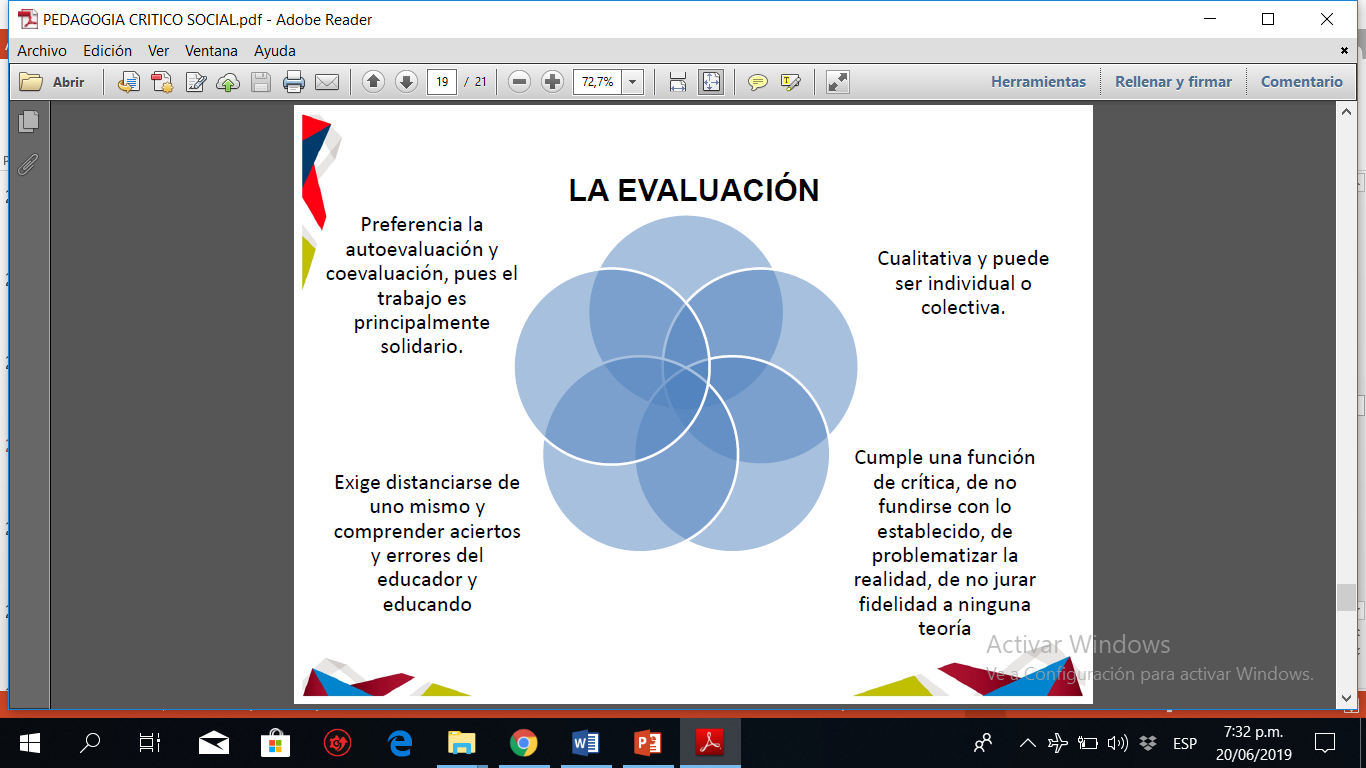 PEDAGOGIA CRITICO SOCIAL.pdf - Adobe Reader
Archivo Edición Ver Ventana Ayuda
Abrir
19 / 21
72,7%
Herramientas
Rellenar y firmar
Comentario
LA EVALUACIÓN
Preferencia la
autoevaluación y
coevaluación, pues el
trabajo es
principalmente
solidario.
Cualitativa y puede
ser individual o
colectiva.
Exige distanciarse de
uno mismo y
comprender aciertos
y errores del
educador y
educando
Cumple una función
de crítica, de no
fundirse con lo
establecido, de
problematizar la
realidad, de no jurar
fidelidad a ninguna
teoría
Activar Windows
Ve a Configuración para activar Windows.
ESP
7:32 p.m.
20/06/2019